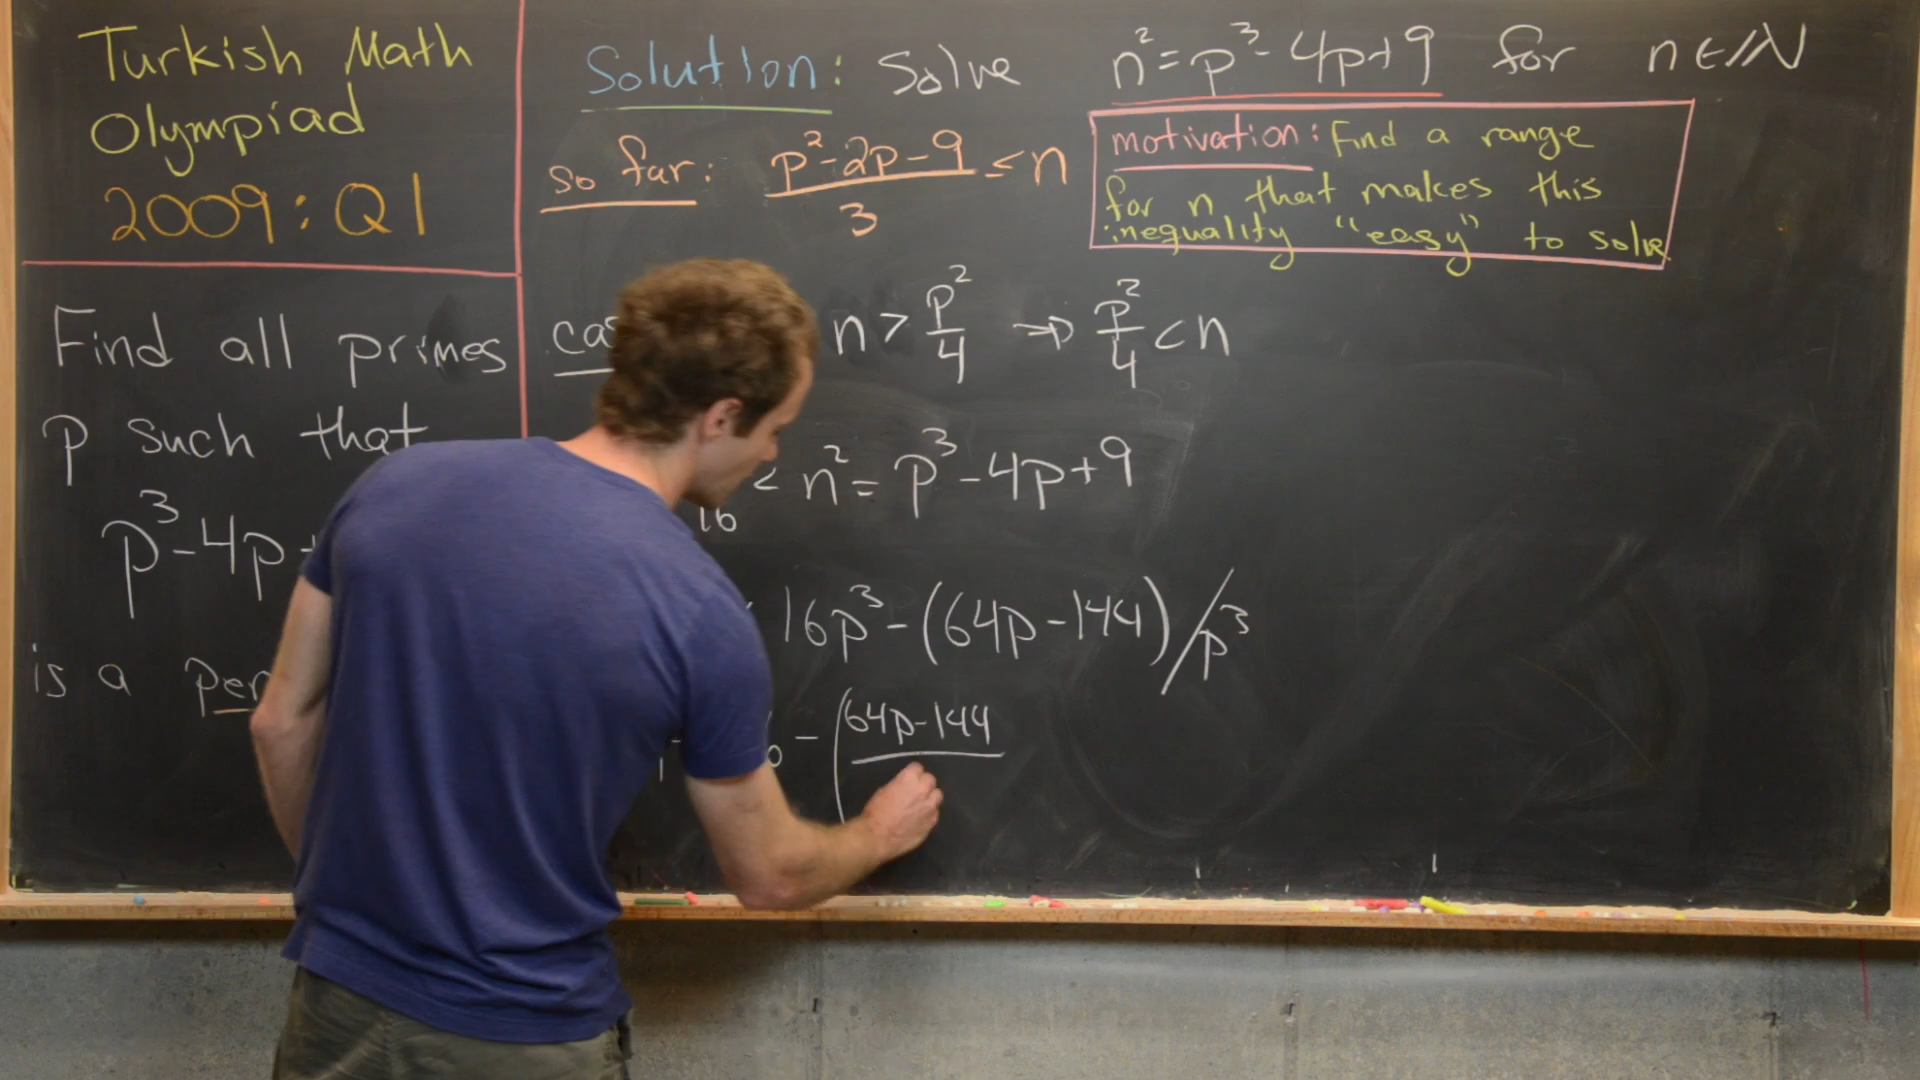 Turkish Math
Olympiad
2009: Q1
Find all primes
p such that
p³-4p+
is a per
Solution: Solve n²=p³-4p+9 for n∈ℕ
so far: (p²-2p-9)/3 ≤ n
motivation: Find a range
for n that makes this
inequality "easy" to solve
n > p²/4 → p²/4 < n
16 < n² = p³-4p+9
16p³-(64p-144)/p³
-(64p-144